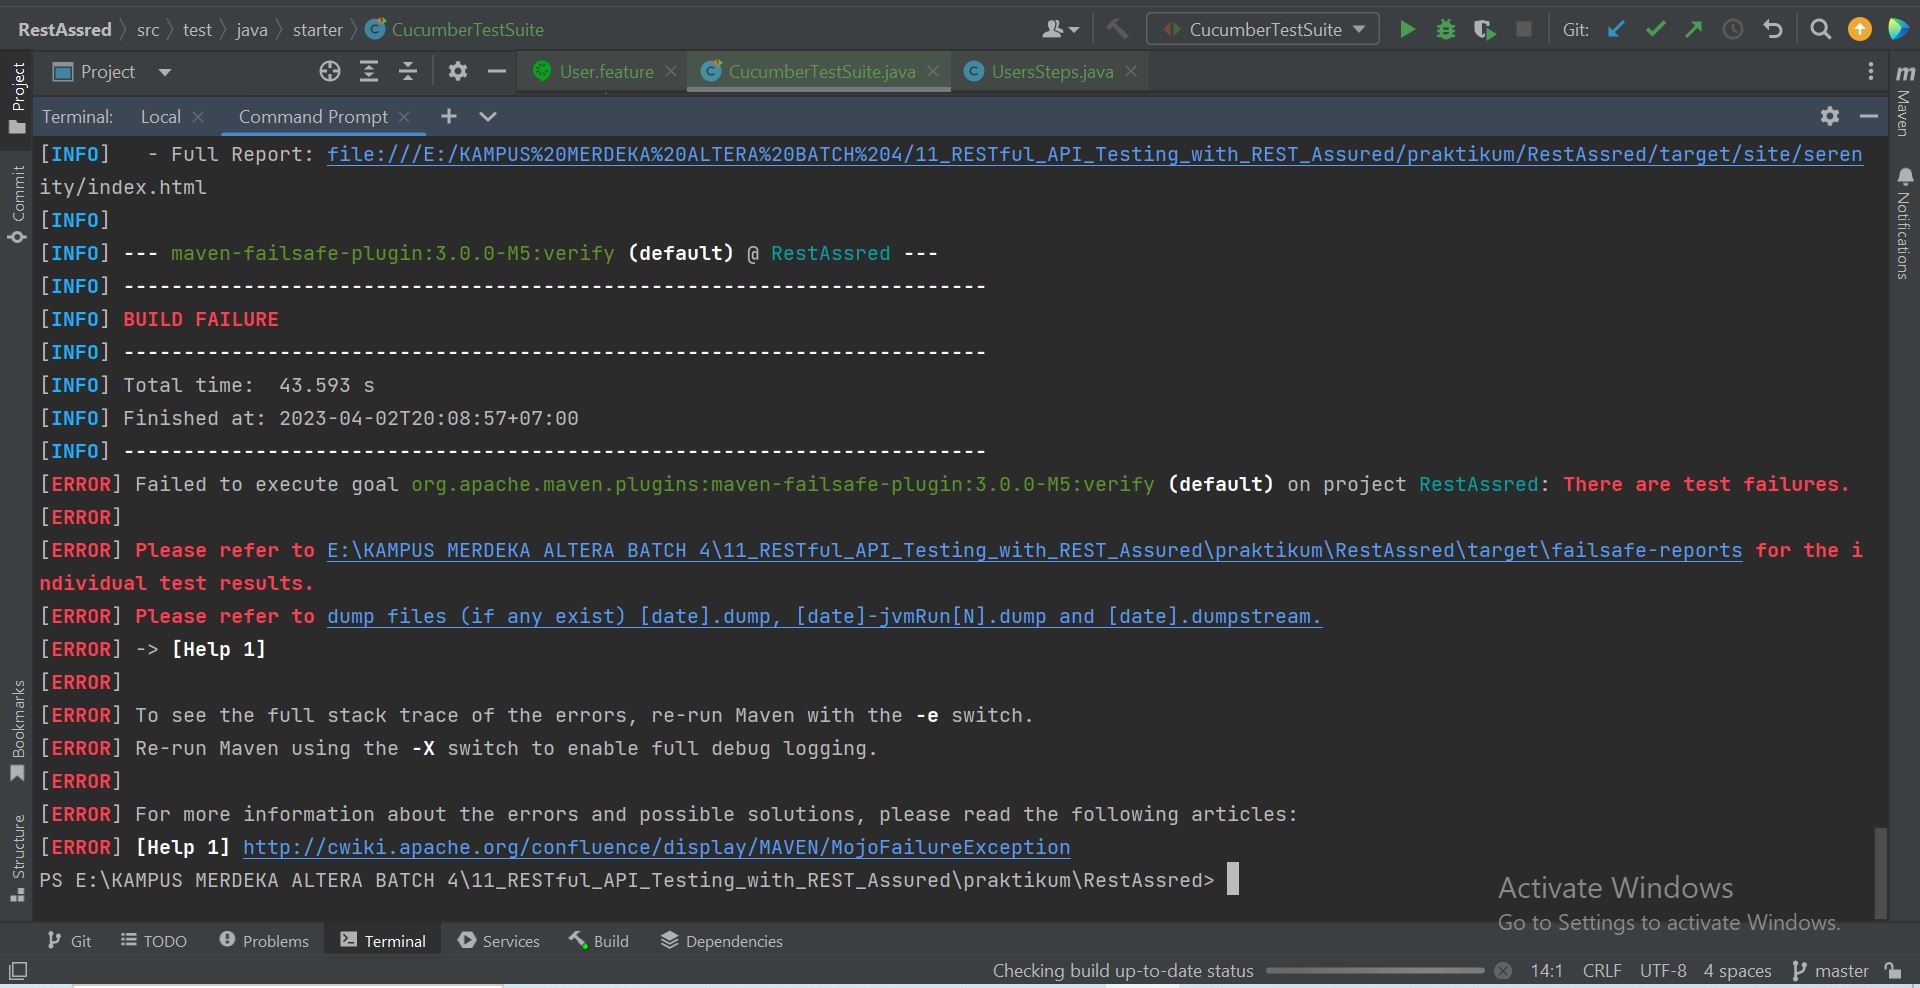 RestAssred src test java starter CucumberTestSuite
CucumberTestSuite Git:
Project
User.feature CucumberTestSuite.java UsersSteps.java
Terminal: Local Command Prompt
[INFO]   - Full Report: file:///E:/KAMPUS%20MERDEKA%20ALTERA%20BATCH%204/11_RESTful_API_Testing_with_REST_Assured/praktikum/RestAssred/target/site/seren
ity/index.html
[INFO]
[INFO] --- maven-failsafe-plugin:3.0.0-M5:verify (default) @ RestAssred ---
[INFO] ------------------------------------------------------------------------
[INFO] BUILD FAILURE
[INFO] ------------------------------------------------------------------------
[INFO] Total time:  43.593 s
[INFO] Finished at: 2023-04-02T20:08:57+07:00
[INFO] ------------------------------------------------------------------------
[ERROR] Failed to execute goal org.apache.maven.plugins:maven-failsafe-plugin:3.0.0-M5:verify (default) on project RestAssred: There are test failures.
[ERROR]
[ERROR] Please refer to E:\KAMPUS MERDEKA ALTERA BATCH 4\11_RESTful_API_Testing_with_REST_Assured\praktikum\RestAssred\target\failsafe-reports for the i
ndividual test results.
[ERROR] Please refer to dump files (if any exist) [date].dump, [date]-jvmRun[N].dump and [date].dumpstream.
[ERROR] -> [Help 1]
[ERROR]
[ERROR] To see the full stack trace of the errors, re-run Maven with the -e switch.
[ERROR] Re-run Maven using the -X switch to enable full debug logging.
[ERROR]
[ERROR] For more information about the errors and possible solutions, please read the following articles:
[ERROR] [Help 1] http://cwiki.apache.org/confluence/display/MAVEN/MojoFailureException
PS E:\KAMPUS MERDEKA ALTERA BATCH 4\11_RESTful_API_Testing_with_REST_Assured\praktikum\RestAssred>
Project
Commit
Bookmarks
Structure
Maven
Notifications
Activate Windows
Go to Settings to activate Windows.
Git TODO Problems Terminal Services Build Dependencies
Checking build up-to-date status 14:1 CRLF UTF-8 4 spaces master